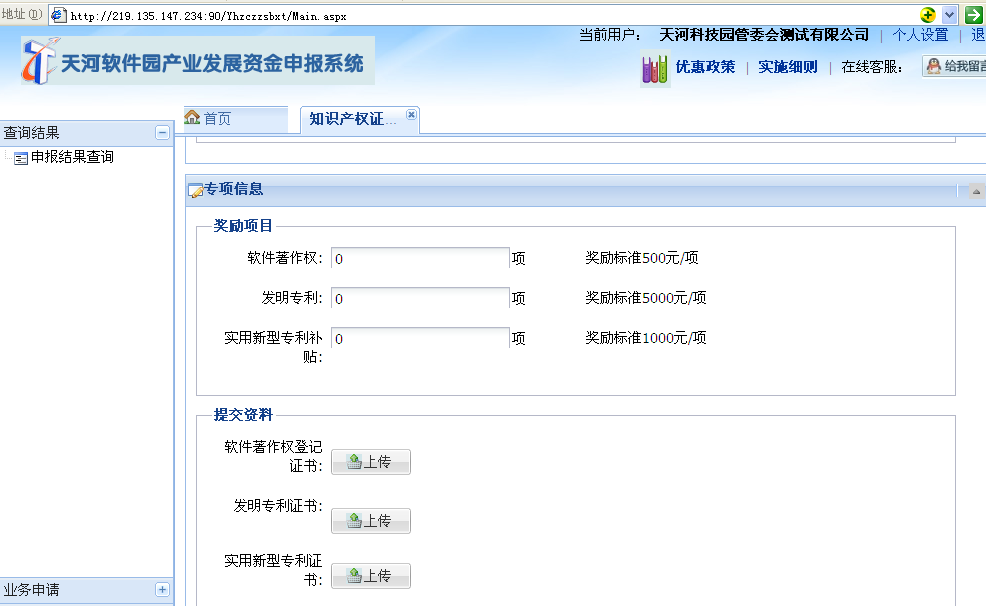 地址(D) http://219.135.147.234:90/Yhzczzsbxt/Main.aspx
当前用户： 天河科技园管委会测试有限公司 | 个人设置 | 退
天河软件园产业发展资金申报系统
优惠政策 | 实施细则 | 在线客服： 给我留言
首页 知识产权证...
查询结果
申报结果查询
专项信息
奖励项目
软件著作权: 0 项 奖励标准500元/项
发明专利: 0 项 奖励标准5000元/项
实用新型专利补
贴: 0 项 奖励标准1000元/项
提交资料
软件著作权登记
证书: 上传
发明专利证书: 上传
实用新型专利证
书: 上传
业务申请